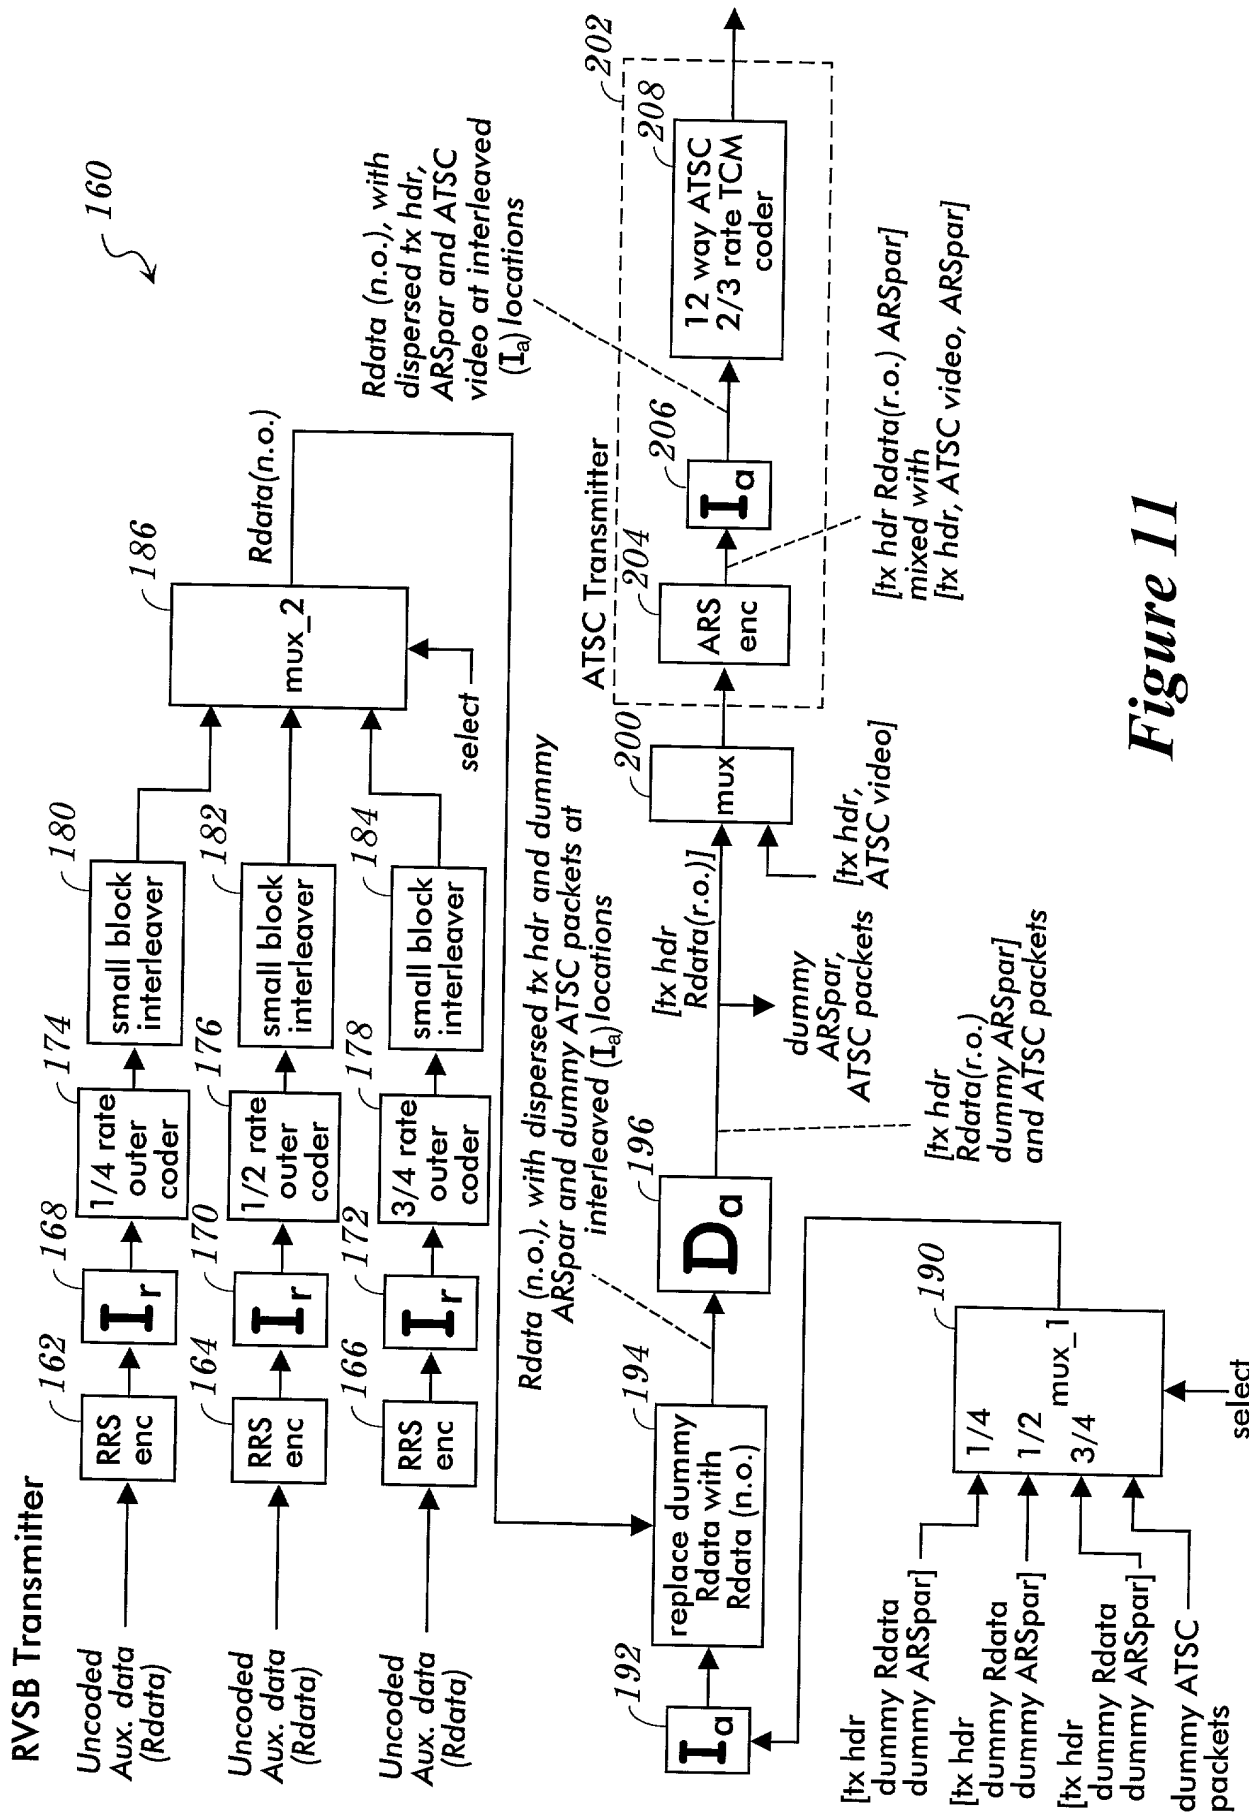 RVSB Transmitter
160
Uncoded
Aux. data
(Rdata)
162
RRS
enc
168
Ir
174
1/4 rate
outer
coder
180
small block
interleaver
Uncoded
Aux. data
(Rdata)
164
RRS
enc
170
Ir
176
1/2 rate
outer
coder
182
small block
interleaver
Uncoded
Aux. data
(Rdata)
166
RRS
enc
172
Ir
178
3/4 rate
outer
coder
184
small block
interleaver
186
mux_2
select
Rdata(n.o.)
Rdata (n.o.), with dispersed tx hdr and dummy
ARSpar and dummy ATSC packets at
interleaved (Ia) locations
Rdata (n.o.), with
dispersed tx hdr,
ARSpar and ATSC
video at interleaved
(Ia) locations
192
Ia
194
replace dummy
Rdata with
Rdata (n.o.)
196
Da
[tx hdr
Rdata(r.o.)]
dummy
ARSpar,
ATSC packets
[tx hdr
Rdata(r.o.)
dummy ARSpar]
and ATSC packets
200
mux
[tx hdr,
ATSC video]
ATSC Transmitter
202
204
ARS
enc
206
Ia
208
12 way ATSC
2/3 rate TCM
coder
[tx hdr Rdata(r.o.) ARSpar]
mixed with
[tx hdr, ATSC video, ARSpar]
[tx hdr
dummy Rdata
dummy ARSpar]
[tx hdr
dummy Rdata
dummy ARSpar]
[tx hdr
dummy Rdata
dummy ARSpar]
dummy ATSC
packets
190
1/4
1/2
3/4
mux_1
select
Figure 11